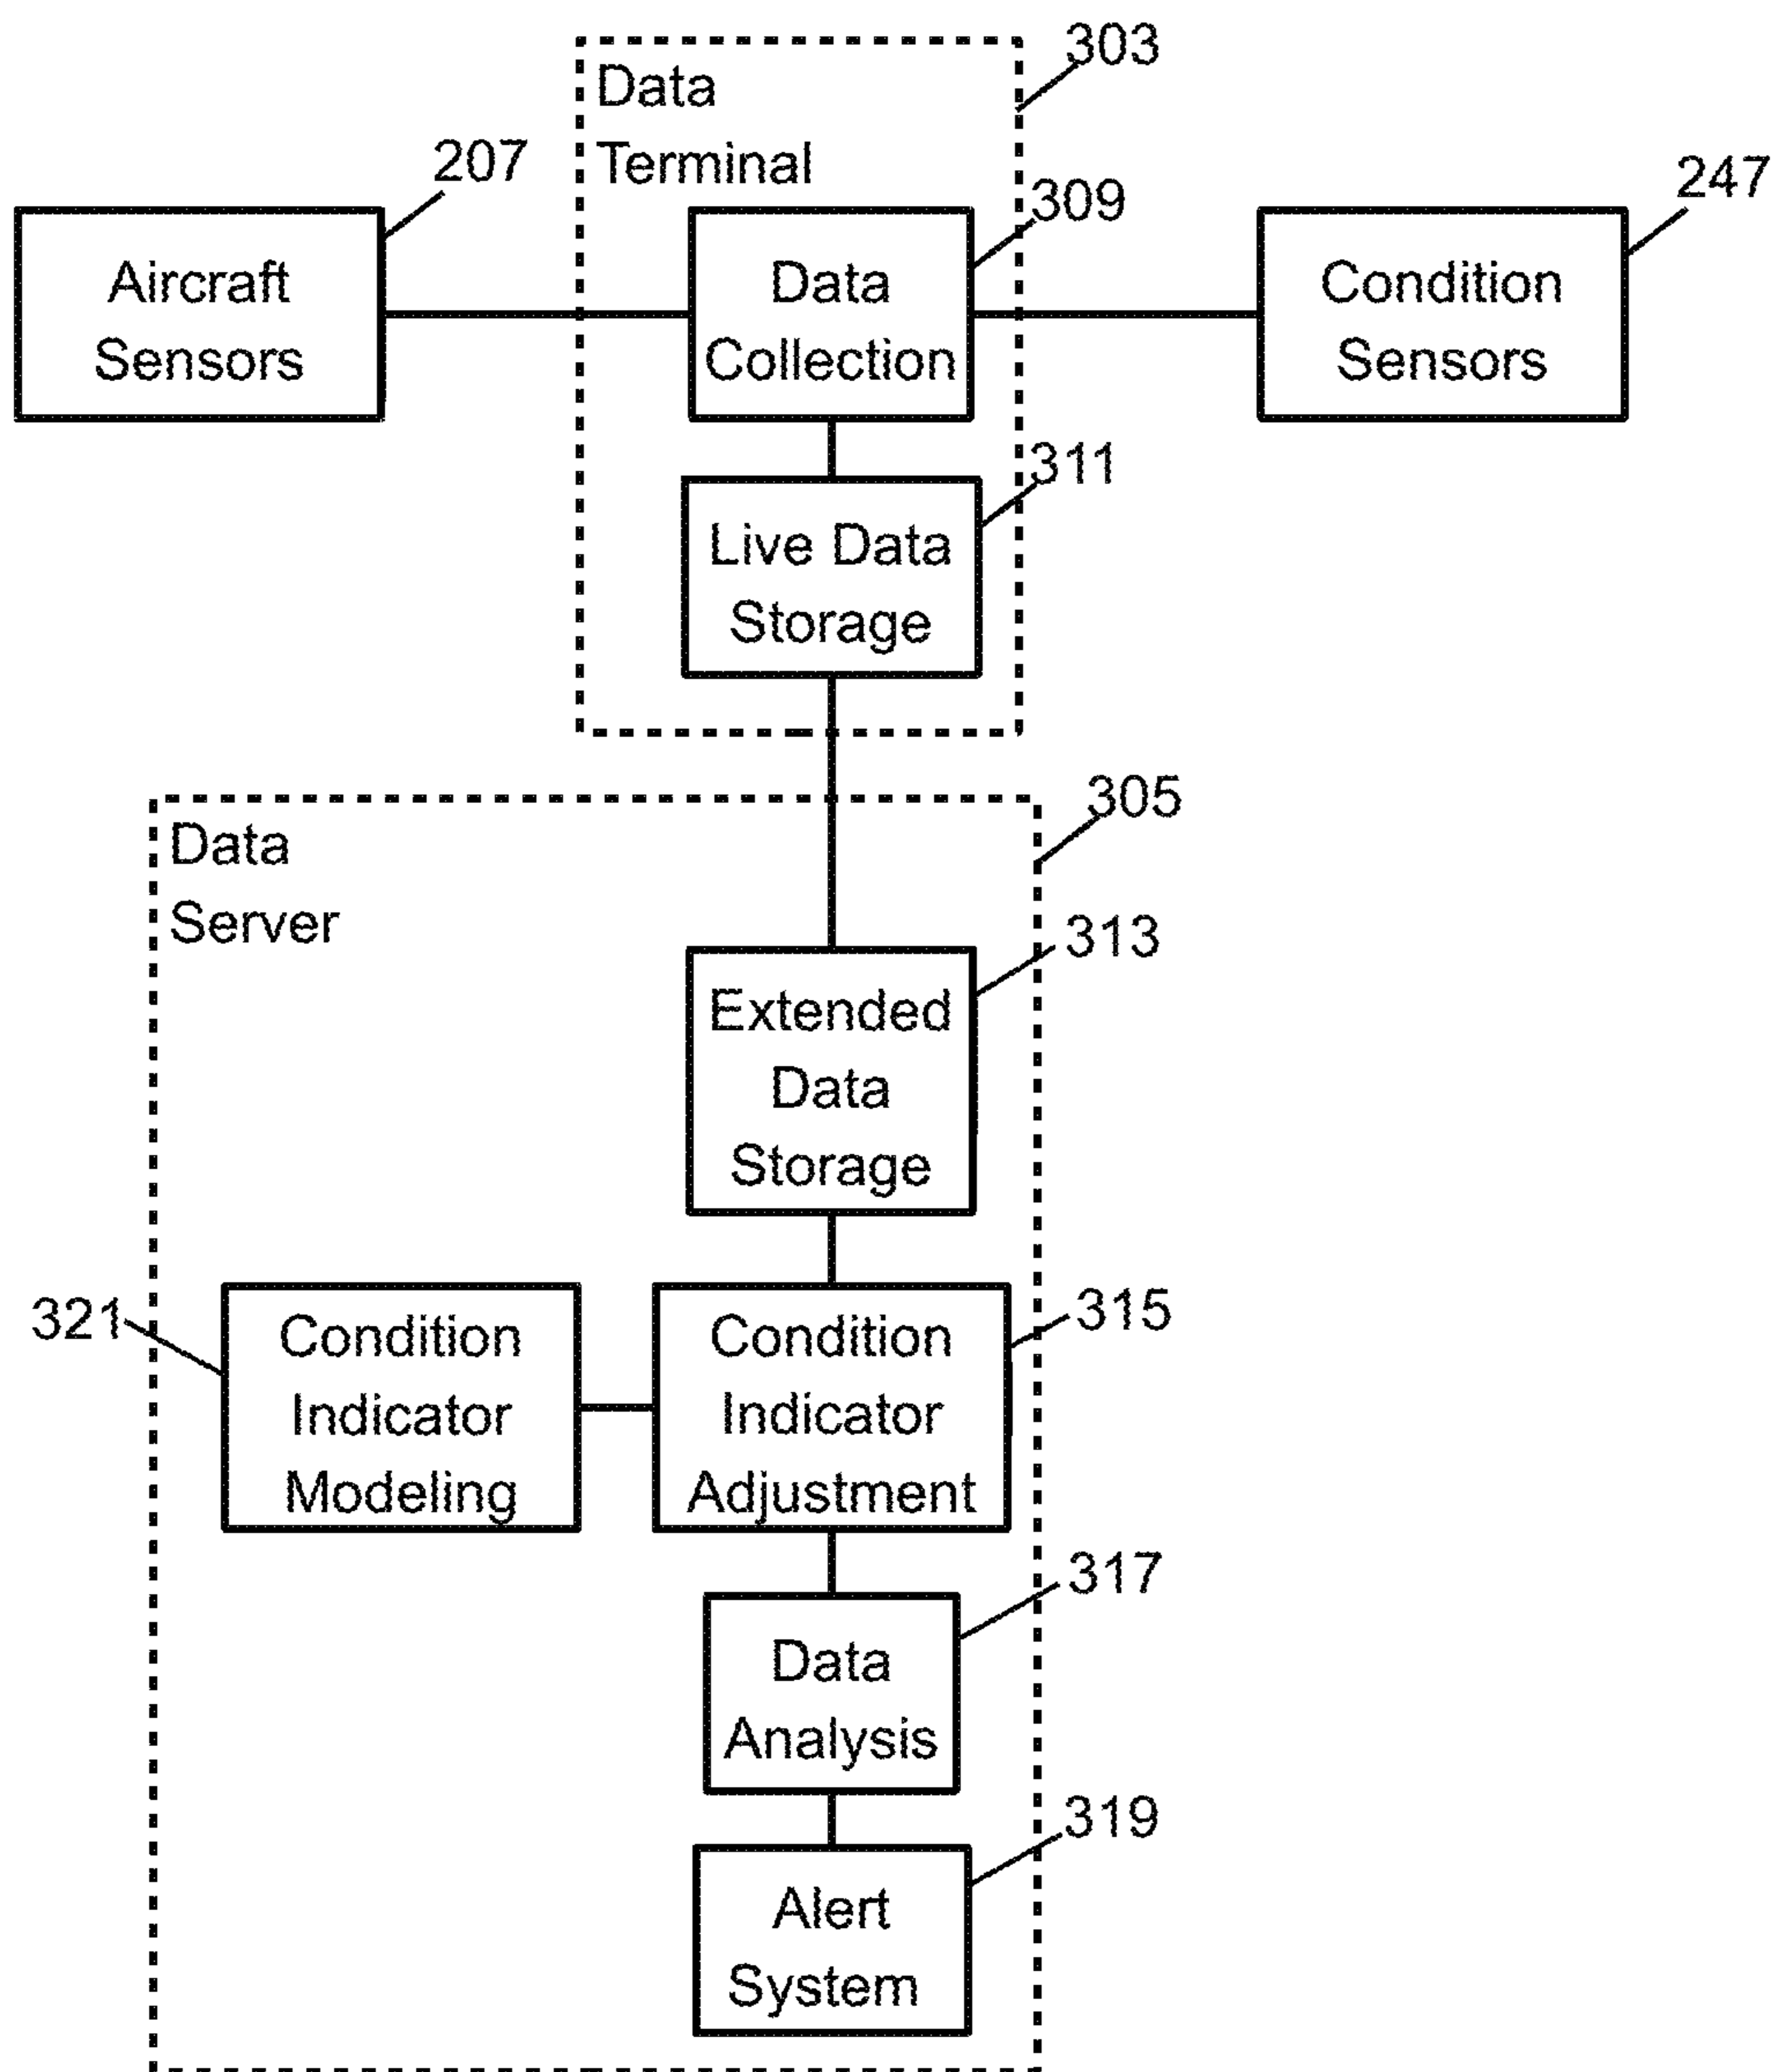 303
Data
Terminal
207
309
247
Aircraft
Sensors
Data
Collection
Condition
Sensors
311
Live Data
Storage
305
Data
Server
313
Extended
Data
Storage
321
Condition
Indicator
Modeling
315
Condition
Indicator
Adjustment
317
Data
Analysis
319
Alert
System